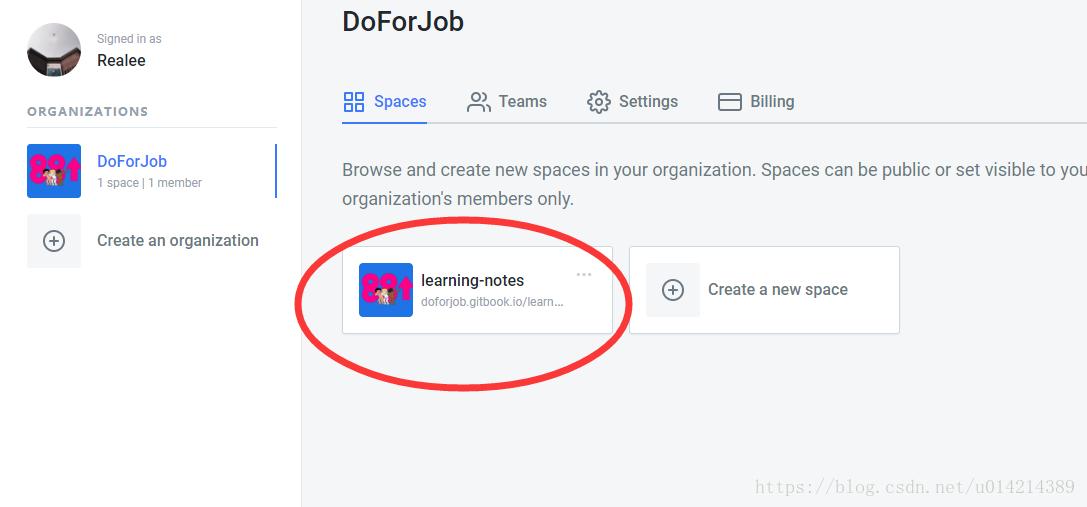 Signed in as
Realee
ORGANIZATIONS
DoForJob
1 space | 1 member
Create an organization
DoForJob
Spaces
Teams
Settings
Billing
Browse and create new spaces in your organization. Spaces can be public or set visible to you
organization's members only.
learning-notes
doforjob.gitbook.io/learn...
Create a new space
https://blog.csdn.net/u014214389